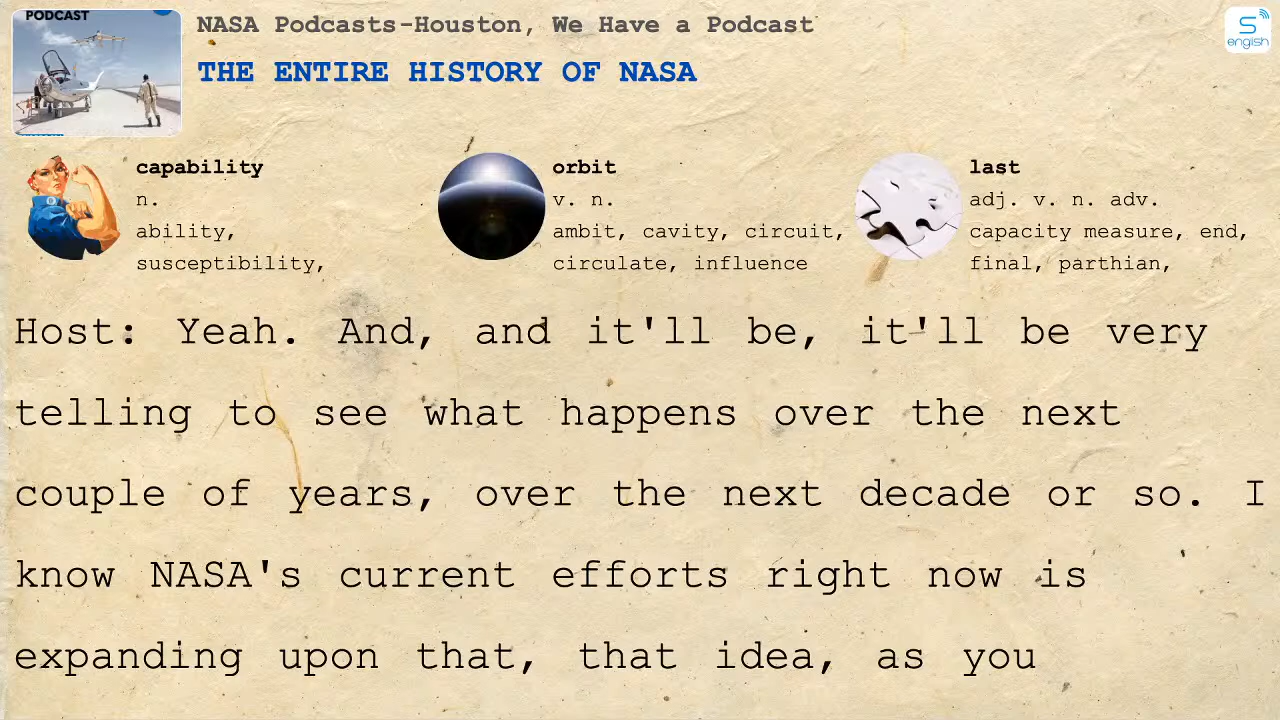 PODCAST
NASA Podcasts-Houston, We Have a Podcast
THE ENTIRE HISTORY OF NASA
S
english
capability
n.
ability,
susceptibility,
orbit
v. n.
ambit, cavity, circuit,
circulate, influence
last
adj. v. n. adv.
capacity measure, end,
final, parthian,
Host: Yeah. And, and it'll be, it'll be very
telling to see what happens over the next
couple of years, over the next decade or so. I
know NASA's current efforts right now is
expanding upon that, that idea, as you